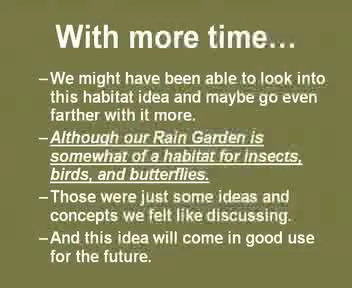 With more time...
–We might have been able to look into
this habitat idea and maybe go even
farther with it more.
–Although our Rain Garden is
somewhat of a habitat for insects,
birds, and butterflies.
–Those were just some ideas and
concepts we felt like discussing.
–And this idea will come in good use
for the future.